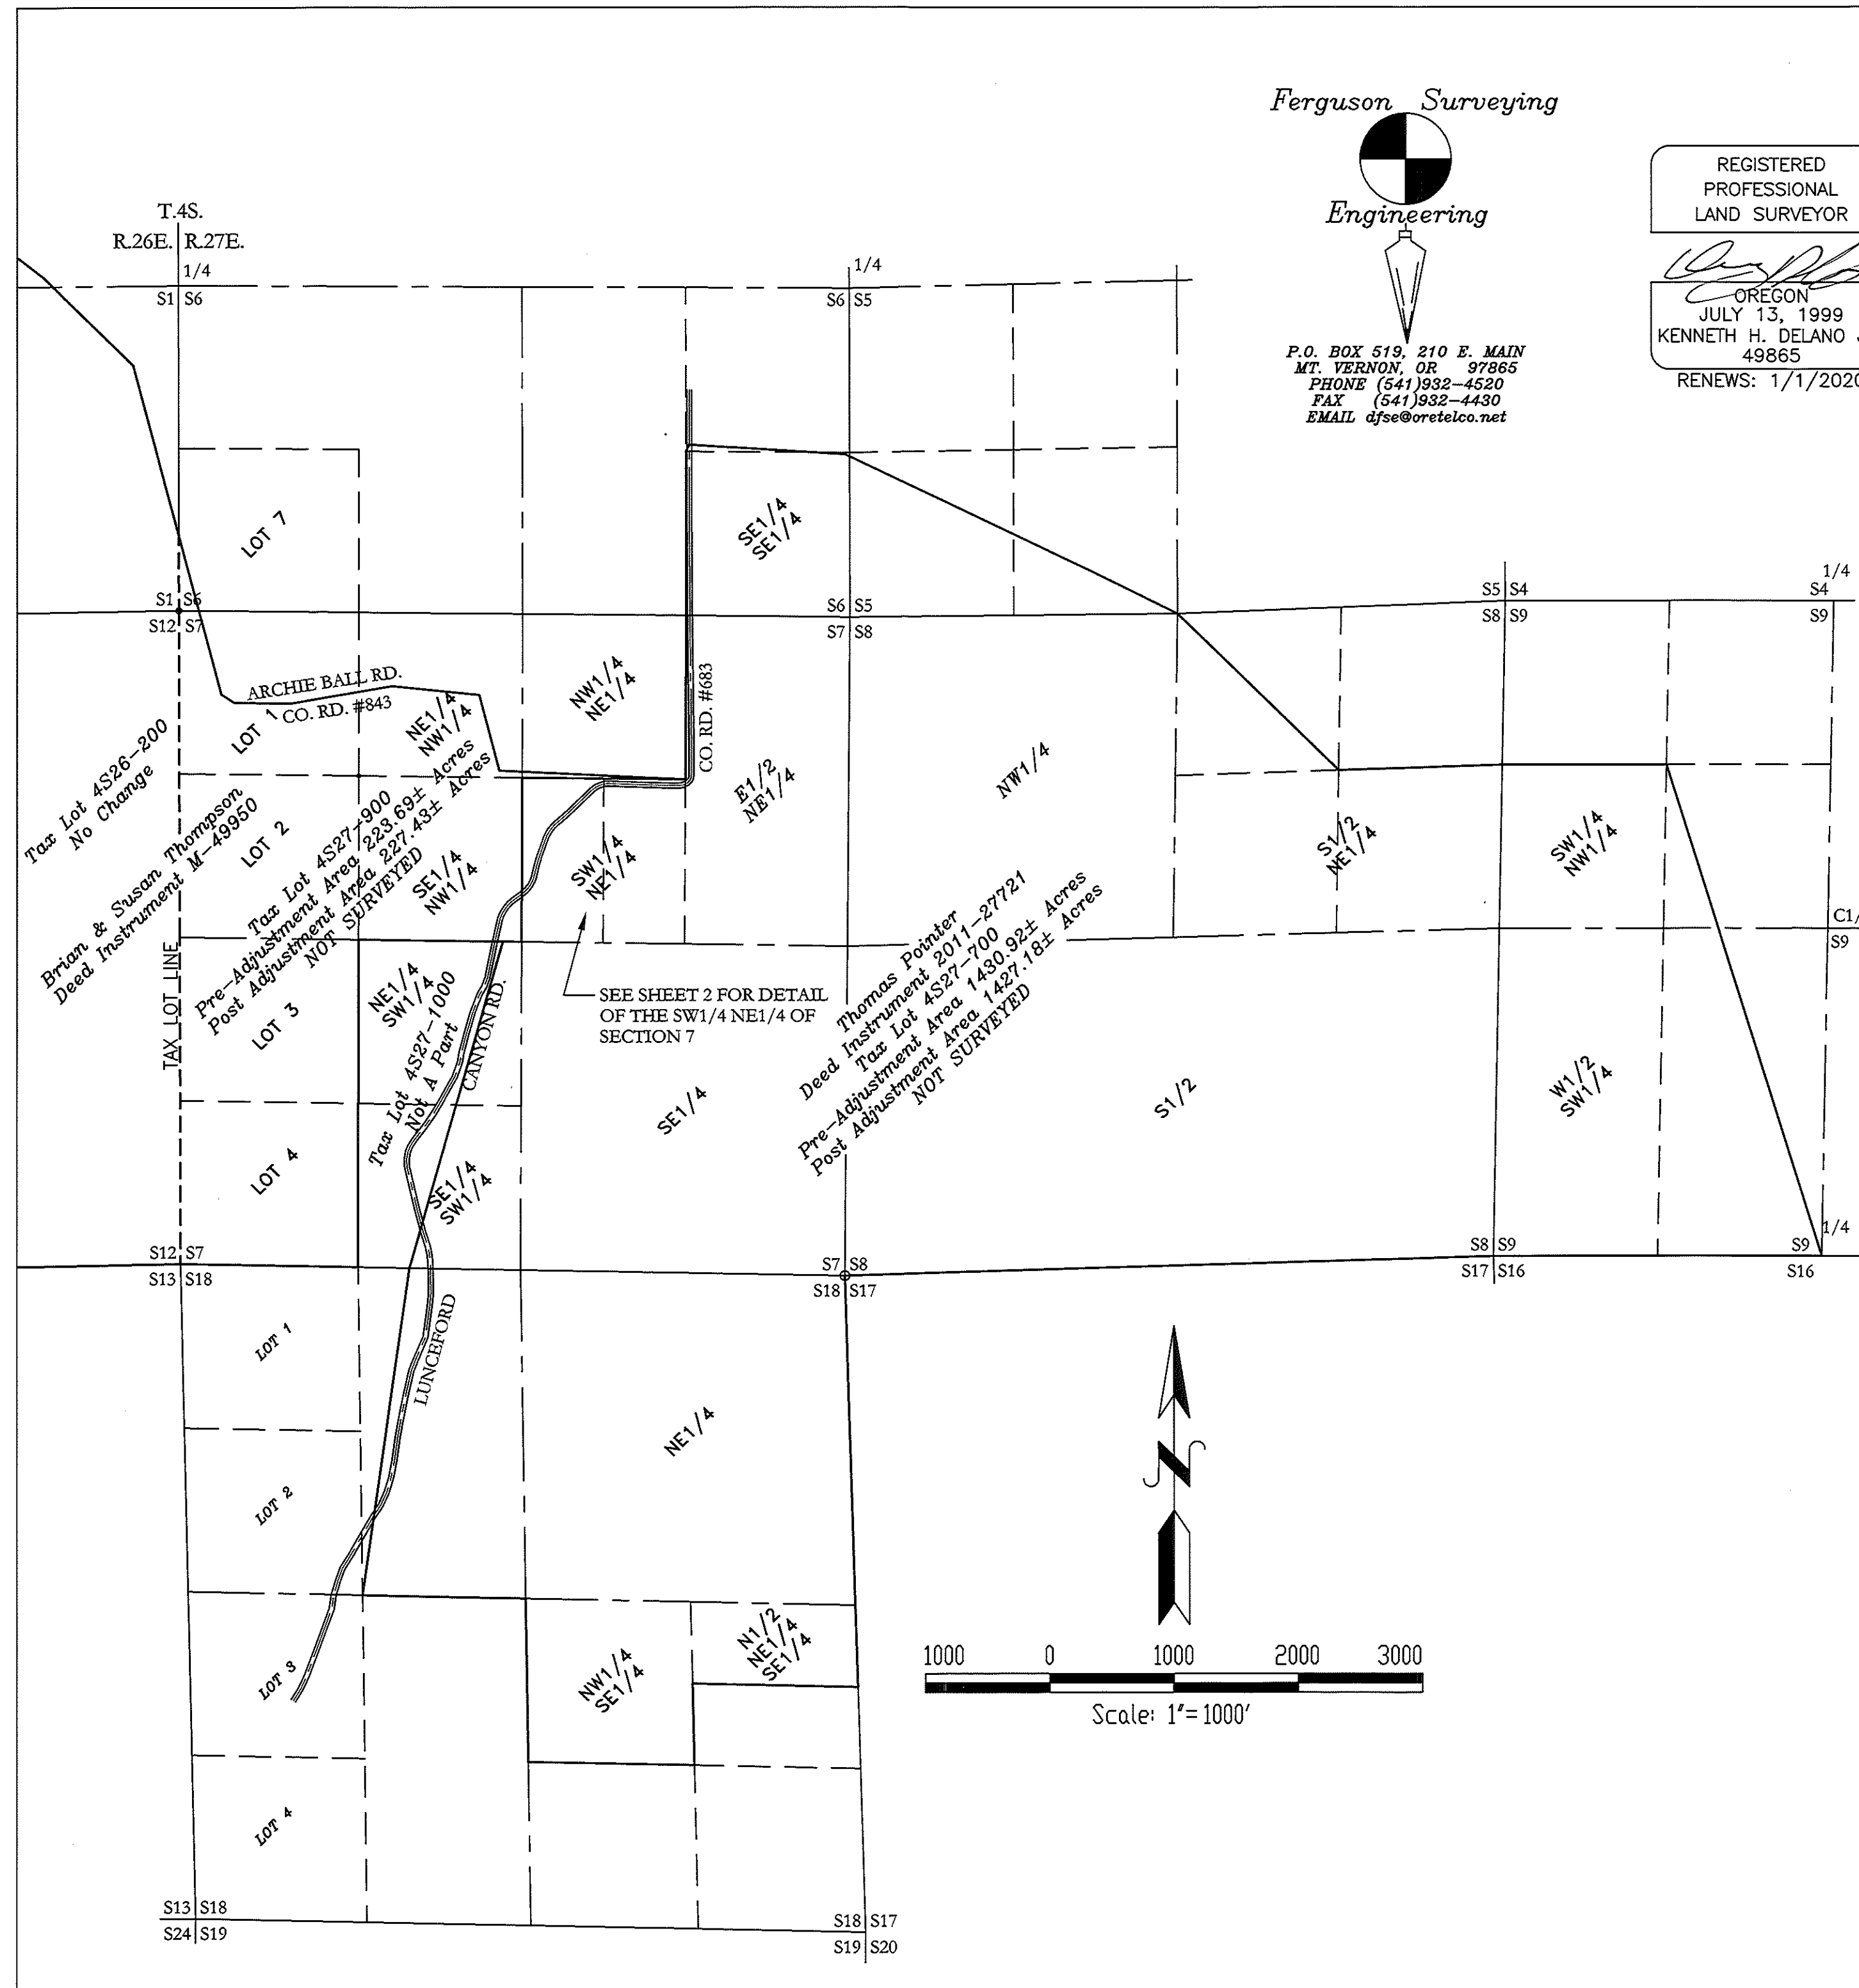 Ferguson Surveying
Engineering
P.O. BOX 519, 210 E. MAIN
MT. VERNON, OR 97865
PHONE (541)932-4520
FAX (541)932-4430
EMAIL dfse@oretelco.net
REGISTERED
PROFESSIONAL
LAND SURVEYOR
OREGON
JULY 13, 1999
KENNETH H. DELANO
49865
RENEWS: 1/1/2020
T.4S.
R.26E. R.27E.
1/4
S1 S6
1/4
S6 S5
LOT 7
SE1/4
SE1/4
S1 S6
S12 S7
S6 S5
S7 S8
S5 S4
S8 S9
1/4
S4
S9
ARCHIE BALL RD.
CO. RD. #843
CO. RD. #683
LOT 1
NE1/4
NW1/4
NW1/4
NE1/4
E1/2
NE1/4
NW1/4
S1/2
NE1/4
SW1/4
NW1/4
Tax Lot 4S26-200
No Change
Brian & Susan Thompson
Deed Instrument M-49950
LOT 2
Tax Lot 4S27-900
Pre-Adjustment Area 223.69± Acres
Post Adjustment Area 227.43± Acres
NOT SURVEYED
SE1/4
NW1/4
SW1/4
NE1/4
C1/
S9
TAX LOT LINE
LOT 3
NE1/4
SW1/4
Tax Lot 4S27-1000
Not A Part
CANYON RD.
SEE SHEET 2 FOR DETAIL
OF THE SW1/4 NE1/4 OF
SECTION 7
Thomas Pointer
Deed Instrument 2011-27721
Tax Lot 4S27-700
Pre-Adjustment Area 1430.92± Acres
Post Adjustment Area 1427.18± Acres
NOT SURVEYED
SE1/4
S1/2
W1/2
SW1/4
LOT 4
SE1/4
SW1/4
S12 S7
S13 S18
S7 S8
S18 S17
S8 S9
S17 S16
1/4
S9
S16
LOT 1
LUNCEFORD
NE1/4
LOT 2
N
LOT 3
NW1/4
SE1/4
N1/2
NE1/4
SE1/4
1000 0 1000 2000 3000
Scale: 1"=1000'
LOT 4
S13 S18
S24 S19
S18 S17
S19 S20